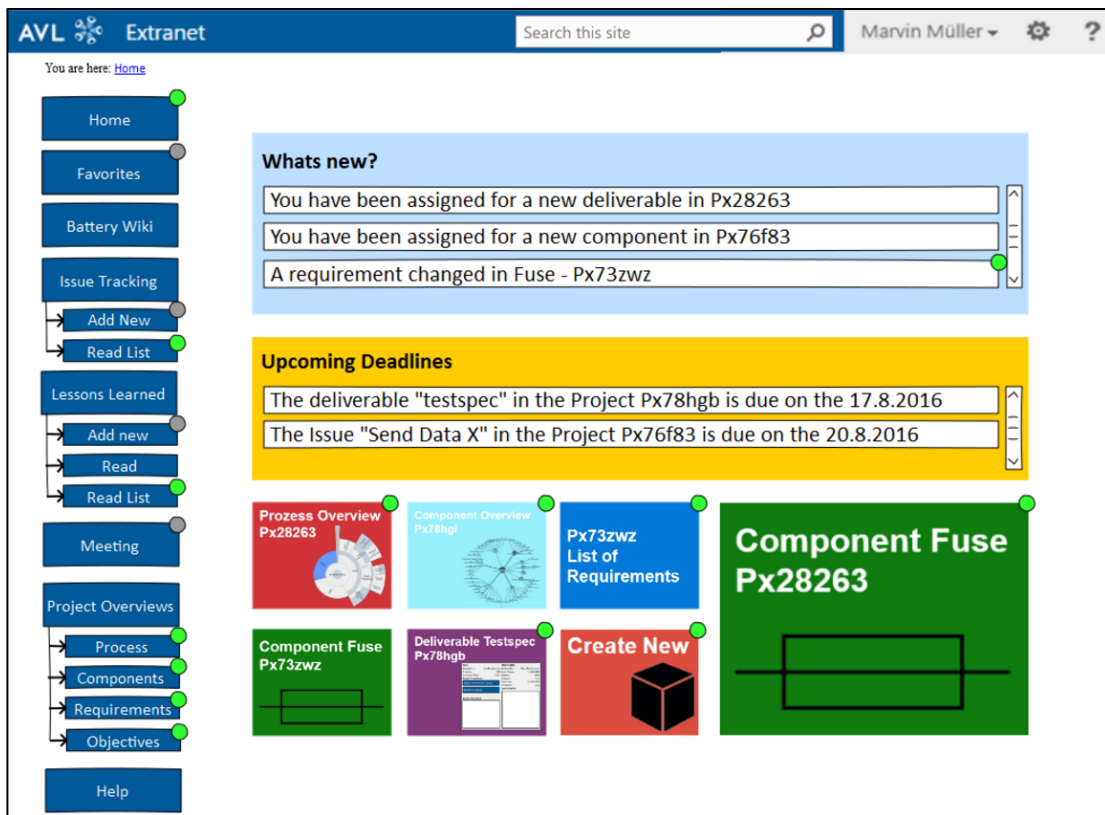 AVL Extranet
Search this site
Marvin Müller
?
You are here: Home
Home
Favorites
Battery Wiki
Issue Tracking
Add New
Read List
Lessons Learned
Add new
Read
Read List
Meeting
Project Overviews
Process
Components
Requirements
Objectives
Help
Whats new?
You have been assigned for a new deliverable in Px28263
You have been assigned for a new component in Px76f83
A requirement changed in Fuse - Px73zwz
Upcoming Deadlines
The deliverable "testspec" in the Project Px78hgb is due on the 17.8.2016
The Issue "Send Data X" in the Project Px76f83 is due on the 20.8.2016
Prozess Overview
Px28263
Component Overview
Px78hgl
Px73zwz
List of
Requirements
Component Fuse
Px28263
Component Fuse
Px73zwz
Deliverable Testspec
Px78hgb
Create New